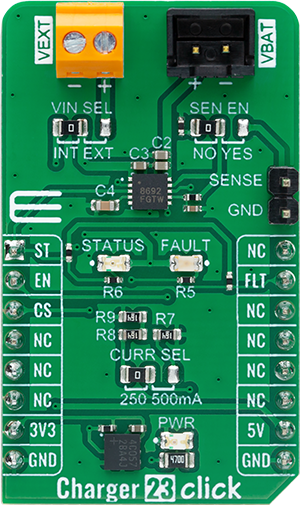 VEXT
VBAT
- +
+ -
VIN SEL
SEN EN
INT EXT
NO YES
C2
C3
8692
FGTW
SENSE
C4
GND
ST
STATUS
FAULT
NC
EN
R6
R5
FLT
CS
R9
R7
NC
NC
R8
NC
NC
CURR SEL
NC
NC
250 500mA
NC
3V3
PWR
5V
GND
4700
GND
Charger 23 click